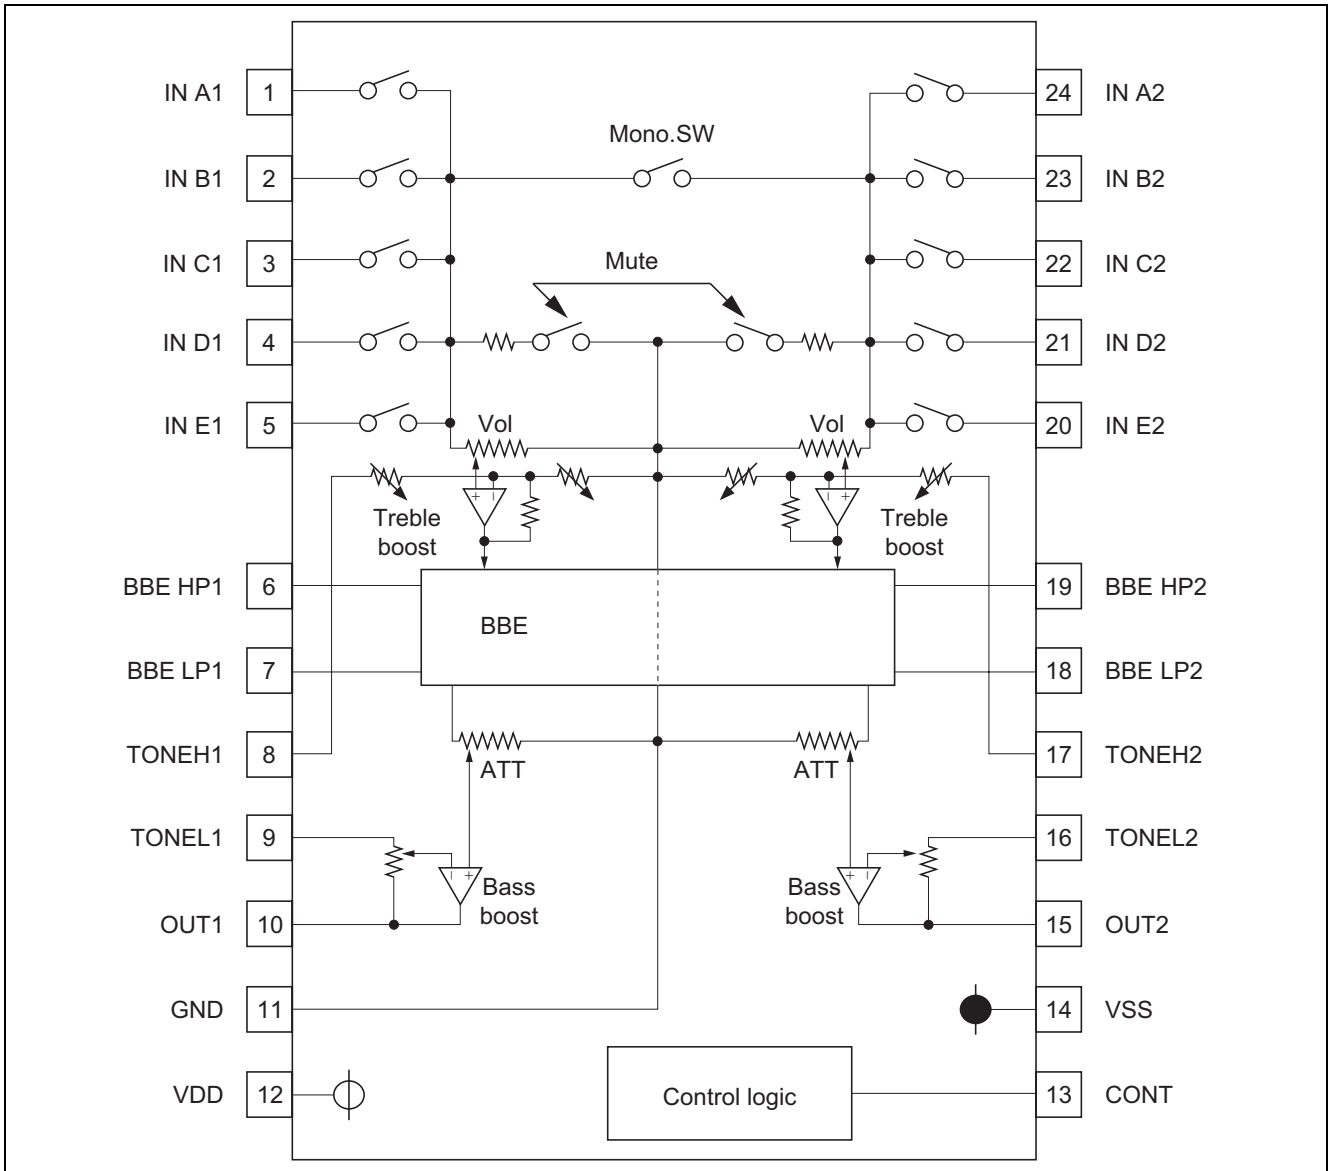 IN A1 1
24 IN A2
Mono.SW
IN B1 2
23 IN B2
IN C1 3
Mute
22 IN C2
IN D1 4
21 IN D2
IN E1 5
Vol
Vol
20 IN E2
+ −
− +
Treble
boost
Treble
boost
BBE HP1 6
19 BBE HP2
BBE
BBE LP1 7
18 BBE LP2
TONEH1 8
ATT
ATT
17 TONEH2
TONEL1 9
16 TONEL2
− +
+ −
Bass
boost
Bass
boost
OUT1 10
15 OUT2
GND 11
14 VSS
VDD 12
Control logic
13 CONT